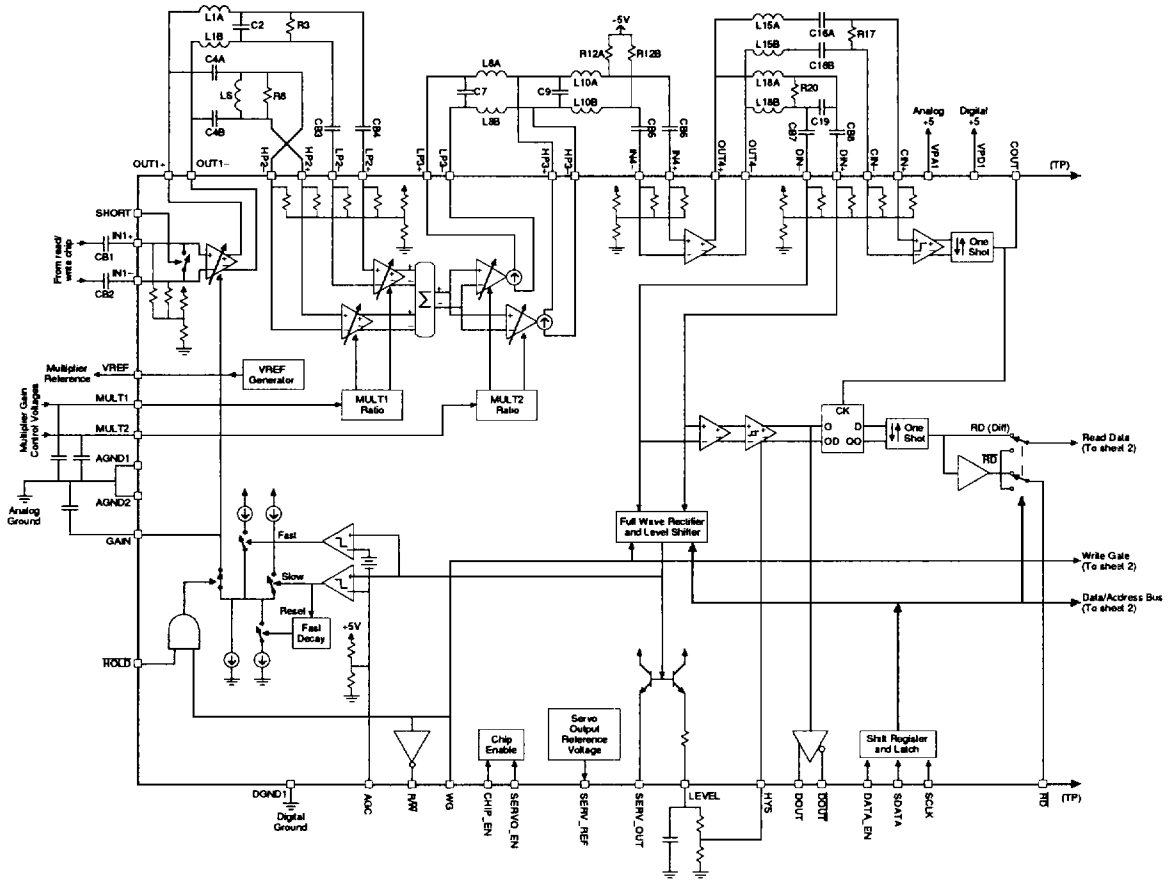 L1A
C2
R3
L1B
C4A
LS
R6
C4B
CB3
CB4
L6A
C7
L8B
C9
-5V
R12A
R12B
L10A
L10B
CB5
CB6
L15A
C16A
R17
L15B
C16B
L18A
R20
L18B
C19
CB7
CB8
Analog
+5
Digital
+5
OUT1+
OUT1–
HP2-
HP2+
LP2-
LP2+
LP3+
LP3-
HP3+
HP3-
IN4-
IN4+
OUT4+
OUT4-
DIN-
DIN+
CIN-
CIN+
VPA1
VPD1
COUT
(TP)
SHORT
From read/
write chip
CB1
IN1+
IN1–
CB2
One
Shot
Σ
Multiplier
Reference
VREF
VREF
Generator
Multiplier Gain
Control Voltages
MULT1
MULT2
MULT1
Ratio
MULT2
Ratio
AGND1
AGND2
Analog
Ground
GAIN
CK
D
OD
One
Shot
RD (Diff)
RD
Read Data
(To sheet 2)
Full Wave Rectifier
and Level Shifter
Write Gate
(To sheet 2)
Data/Address Bus
(To sheet 2)
Fast
Slow
Reset
Fast
Decay
+5V
HOLD
Chip
Enable
Servo
Output
Reference
Voltage
Shift Register
and Latch
DGND1
Digital
Ground
AGC
R/W
WG
CHIP_EN
SERVO_EN
SERV_REF
SERV_OUT
LEVEL
HYS
DOUT
DOUT
DATA_EN
SDATA
SCLK
RD
(TP)